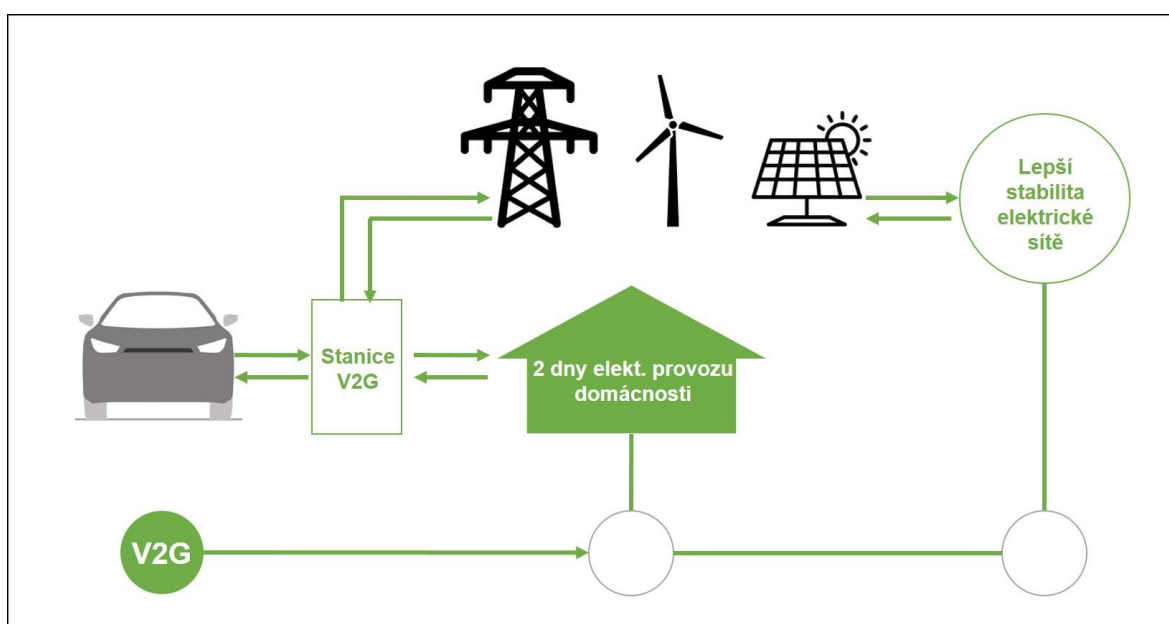 Lepší
stabilita
elektrické
sítě
Stanice
V2G
2 dny elekt. provozu
domácnosti
V2G